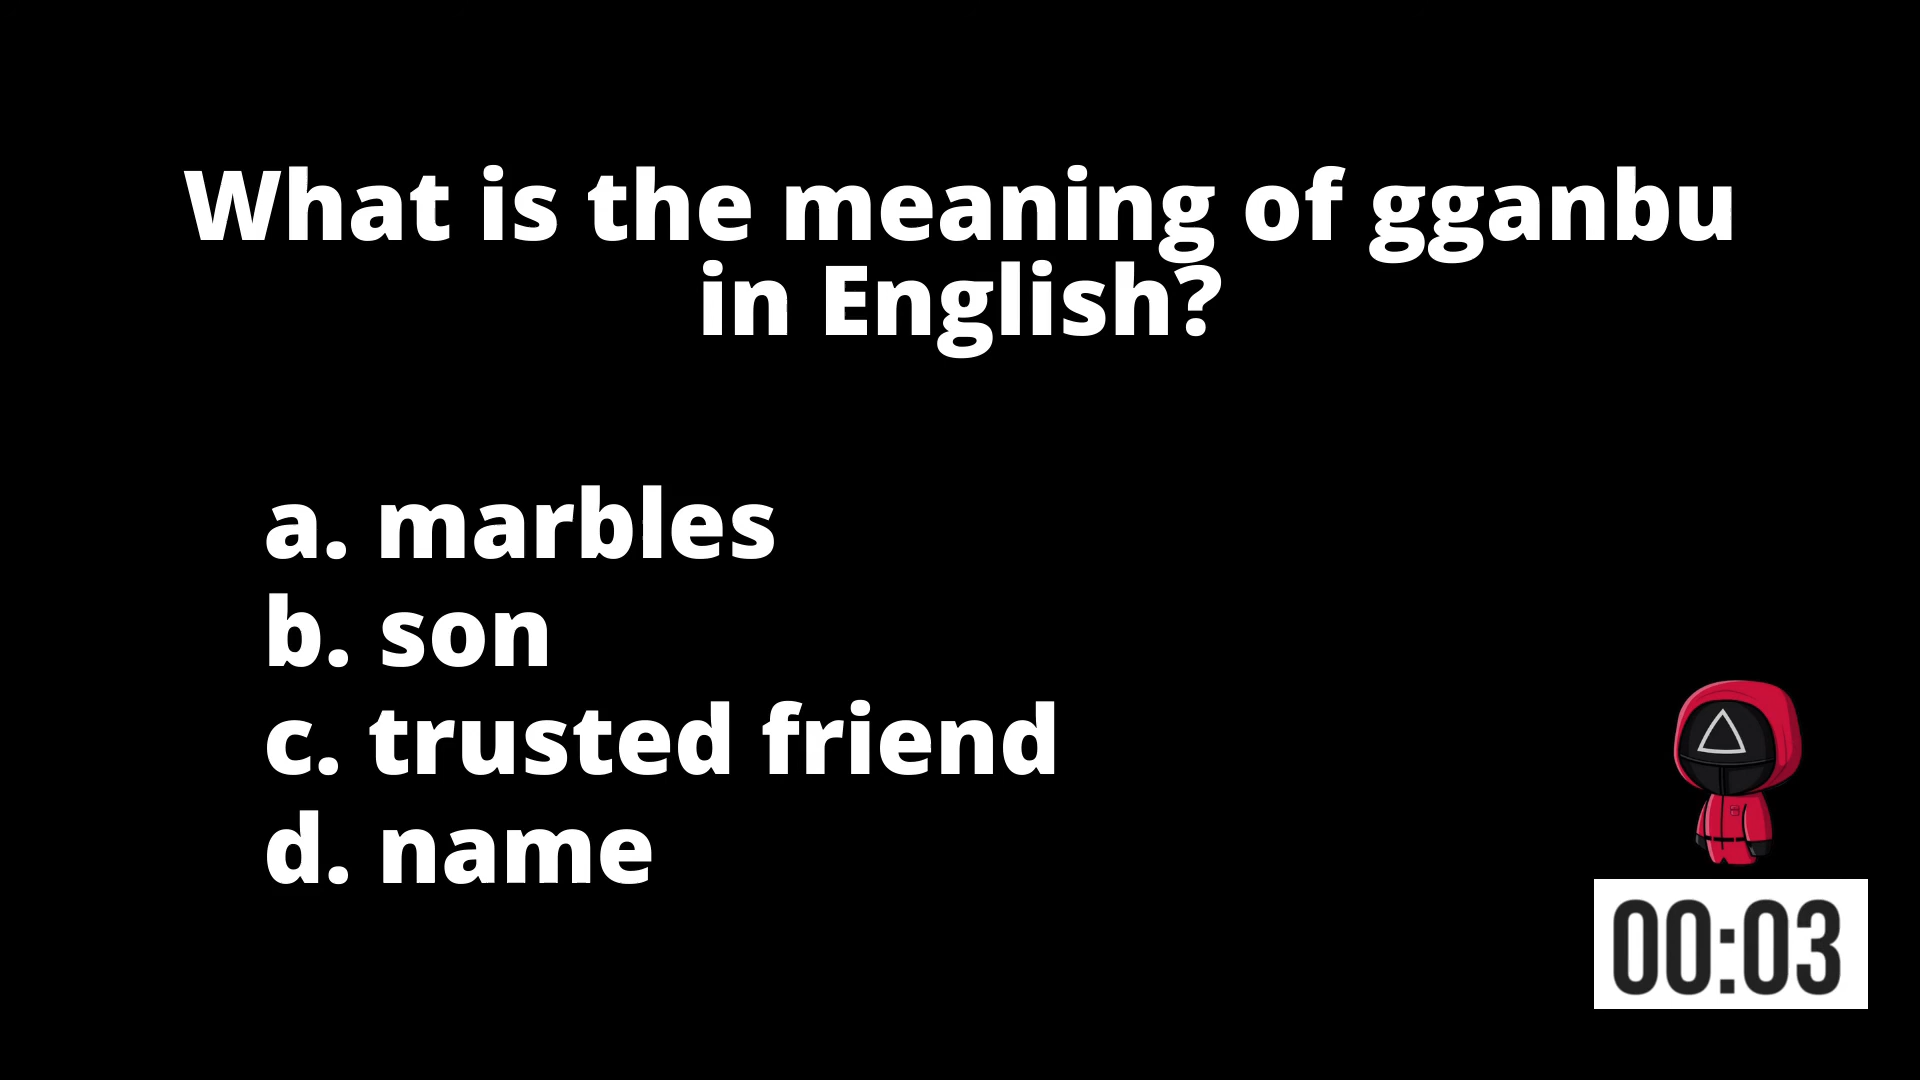 What is the meaning of gganbu
in English?
a. marbles
b. son
c. trusted friend
d. name
00:03